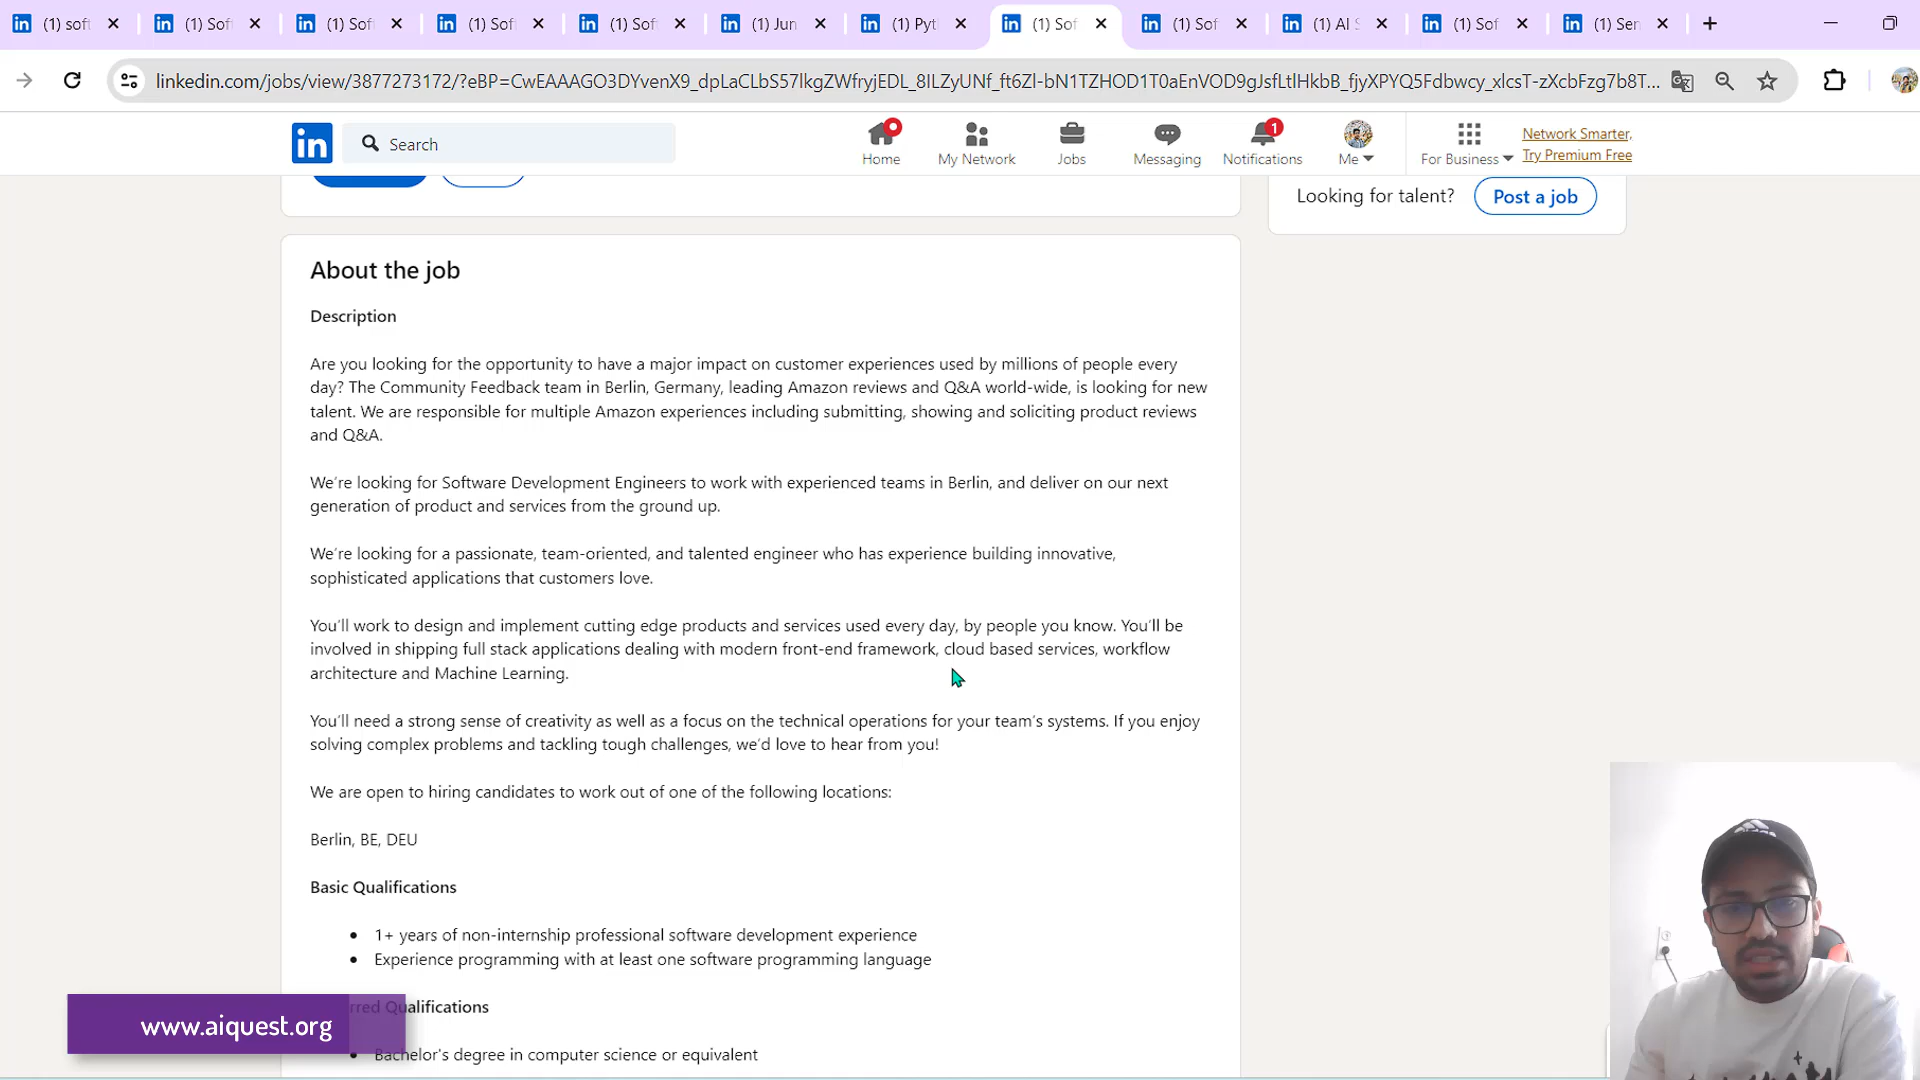 (1) soft
(1) Sof
(1) Sof
(1) Sof
(1) Sof
(1) Jun
(1) Pyt
(1) Sof
(1) Sof
(1) AI S
(1) Sof
(1) Sen
linkedin.com/jobs/view/3877273172/?eBP=
Search
Home
My Network
Jobs
Messaging
1
Notifications
Me
For Business
Network Smarter,
Try Premium Free
Looking for talent?
Post a job
About the job
Description
Are you looking for the opportunity to have a major impact on customer experiences used by millions of people every
day? The Community Feedback team in Berlin, Germany, leading Amazon reviews and Q&A world-wide, is looking for new
talent. We are responsible for multiple Amazon experiences including submitting, showing and soliciting product reviews
and Q&A.
We're looking for Software Development Engineers to work with experienced teams in Berlin, and deliver on our next
generation of product and services from the ground up.
We're looking for a passionate, team-oriented, and talented engineer who has experience building innovative,
sophisticated applications that customers love.
You'll work to design and implement cutting edge products and services used every day, by people you know. You'll be
involved in shipping full stack applications dealing with modern front-end framework, cloud based services, workflow
architecture and Machine Learning.
You'll need a strong sense of creativity as well as a focus on the technical operations for your team's systems. If you enjoy
solving complex problems and tackling tough challenges, we'd love to hear from you!
We are open to hiring candidates to work out of one of the following locations:
Berlin, BE, DEU
Basic Qualifications
• 1+ years of non-internship professional software development experience
• Experience programming with at least one software programming language
rred Qualifications
• Bachelor's degree in computer science or equivalent
www.aiquest.org